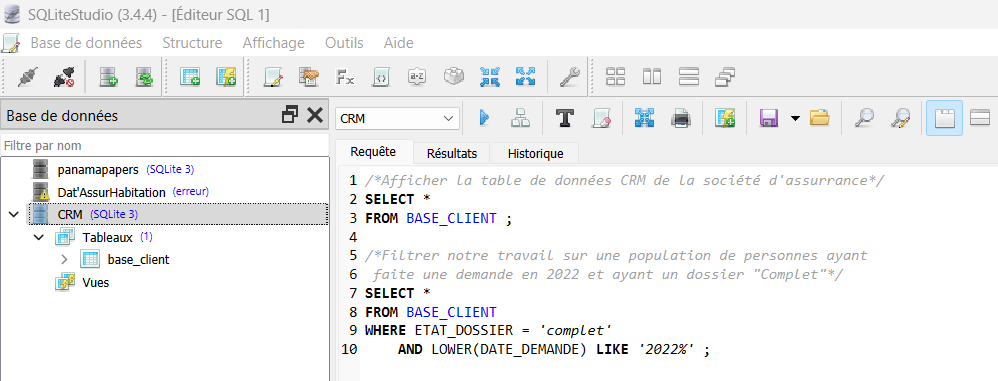 SQLiteStudio (3.4.4) - [Éditeur SQL 1]
Base de données Structure Affichage Outils Aide
Base de données
Filtre par nom
panamapapers (SQLite 3)
Dat'AssurHabitation (erreur)
CRM (SQLite 3)
Tableaux (1)
base_client
Vues
CRM
Requête Résultats Historique
1 /*Afficher la table de données CRM de la société d'assurrance*/
2 SELECT *
3 FROM BASE_CLIENT ;
4
5 /*Filtrer notre travail sur une population de personnes ayant
6 faite une demande en 2022 et ayant un dossier "Complet"*/
7 SELECT *
8 FROM BASE_CLIENT
9 WHERE ETAT_DOSSIER = 'complet'
10 AND LOWER(DATE_DEMANDE) LIKE '2022%' ;